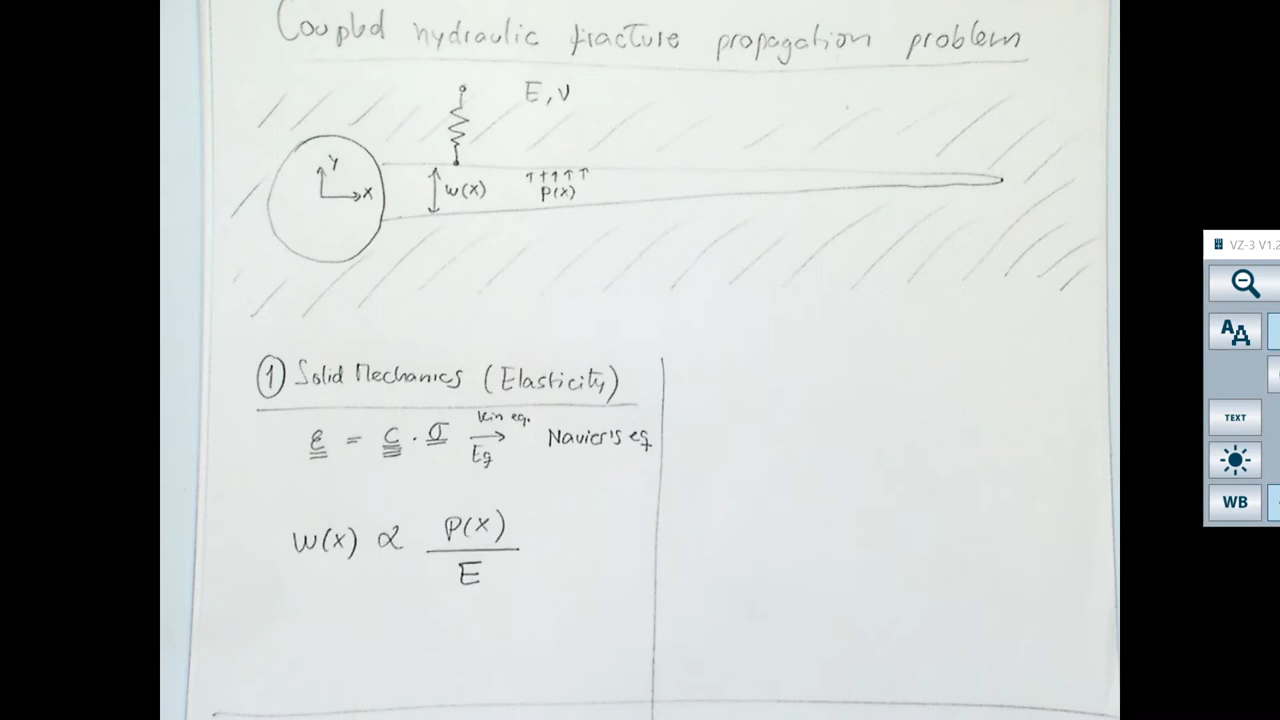 Coupled hydraulic fracture propagation problem
E, ν
Y
X
w(x)
P(x)
① Solid Mechanics (Elasticity)
ε = C · σ → Kin eq. Eq Navier's eq
w(x) ∝ P(x) / E
VZ-3 V1.2
AA
TEXT
WB